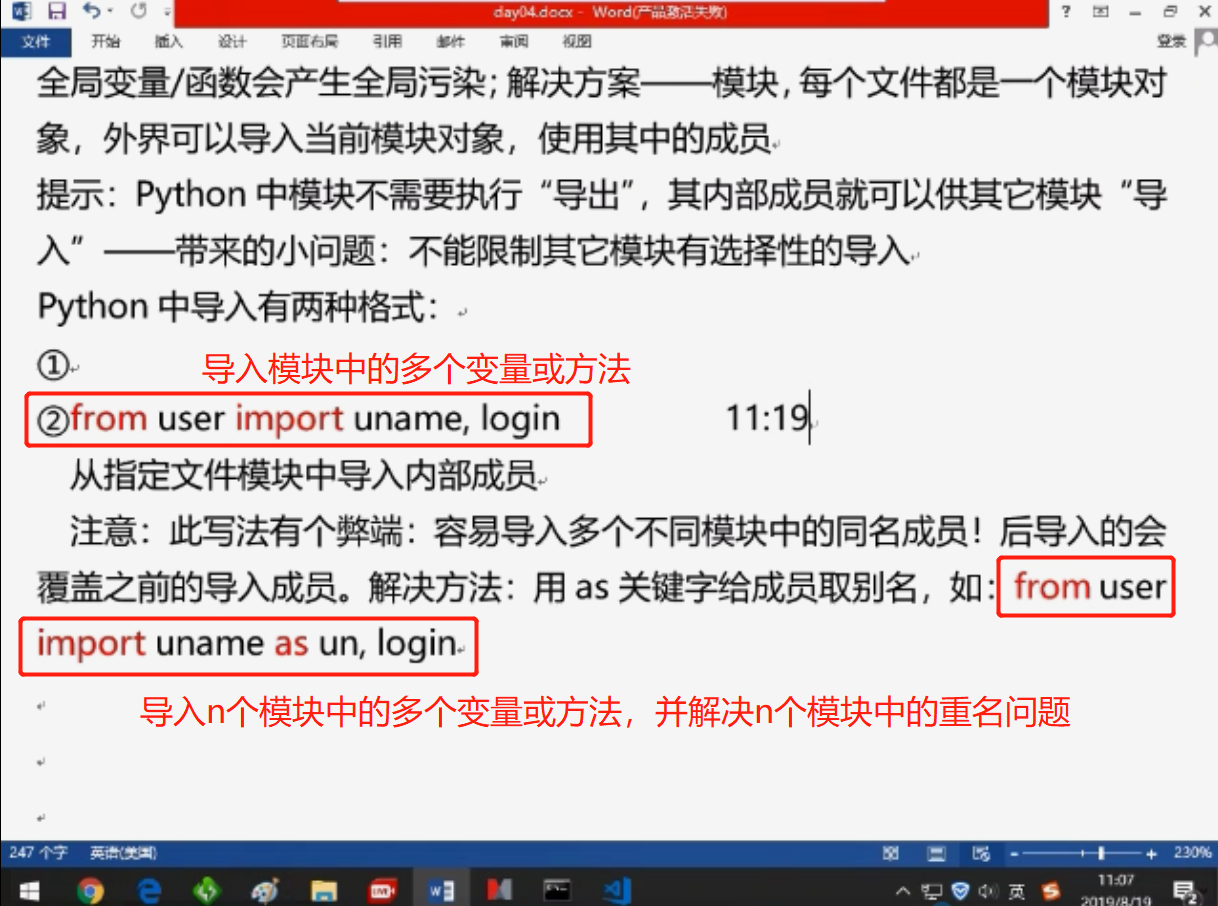 day04.docx - Word(产品激活失败)
文件 开始 插入 设计 页面布局 引用 邮件 审阅 视图 登录
全局变量/函数会产生全局污染；解决方案——模块，每个文件都是一个模块对
象，外界可以导入当前模块对象，使用其中的成员
提示：Python 中模块不需要执行“导出”，其内部成员就可以供其它模块“导
入”——带来的小问题：不能限制其它模块有选择性的导入
Python 中导入有两种格式：
①
导入模块中的多个变量或方法
②from user import uname, login 11:19
从指定文件模块中导入内部成员
注意：此写法有个弊端：容易导入多个不同模块中的同名成员！后导入的会
覆盖之前的导入成员。解决方法：用 as 关键字给成员取别名，如：from user
import uname as un, login
导入n个模块中的多个变量或方法，并解决n个模块中的重名问题
247 个字 英语(美国) 230%
英 11:07
2019/8/19
2